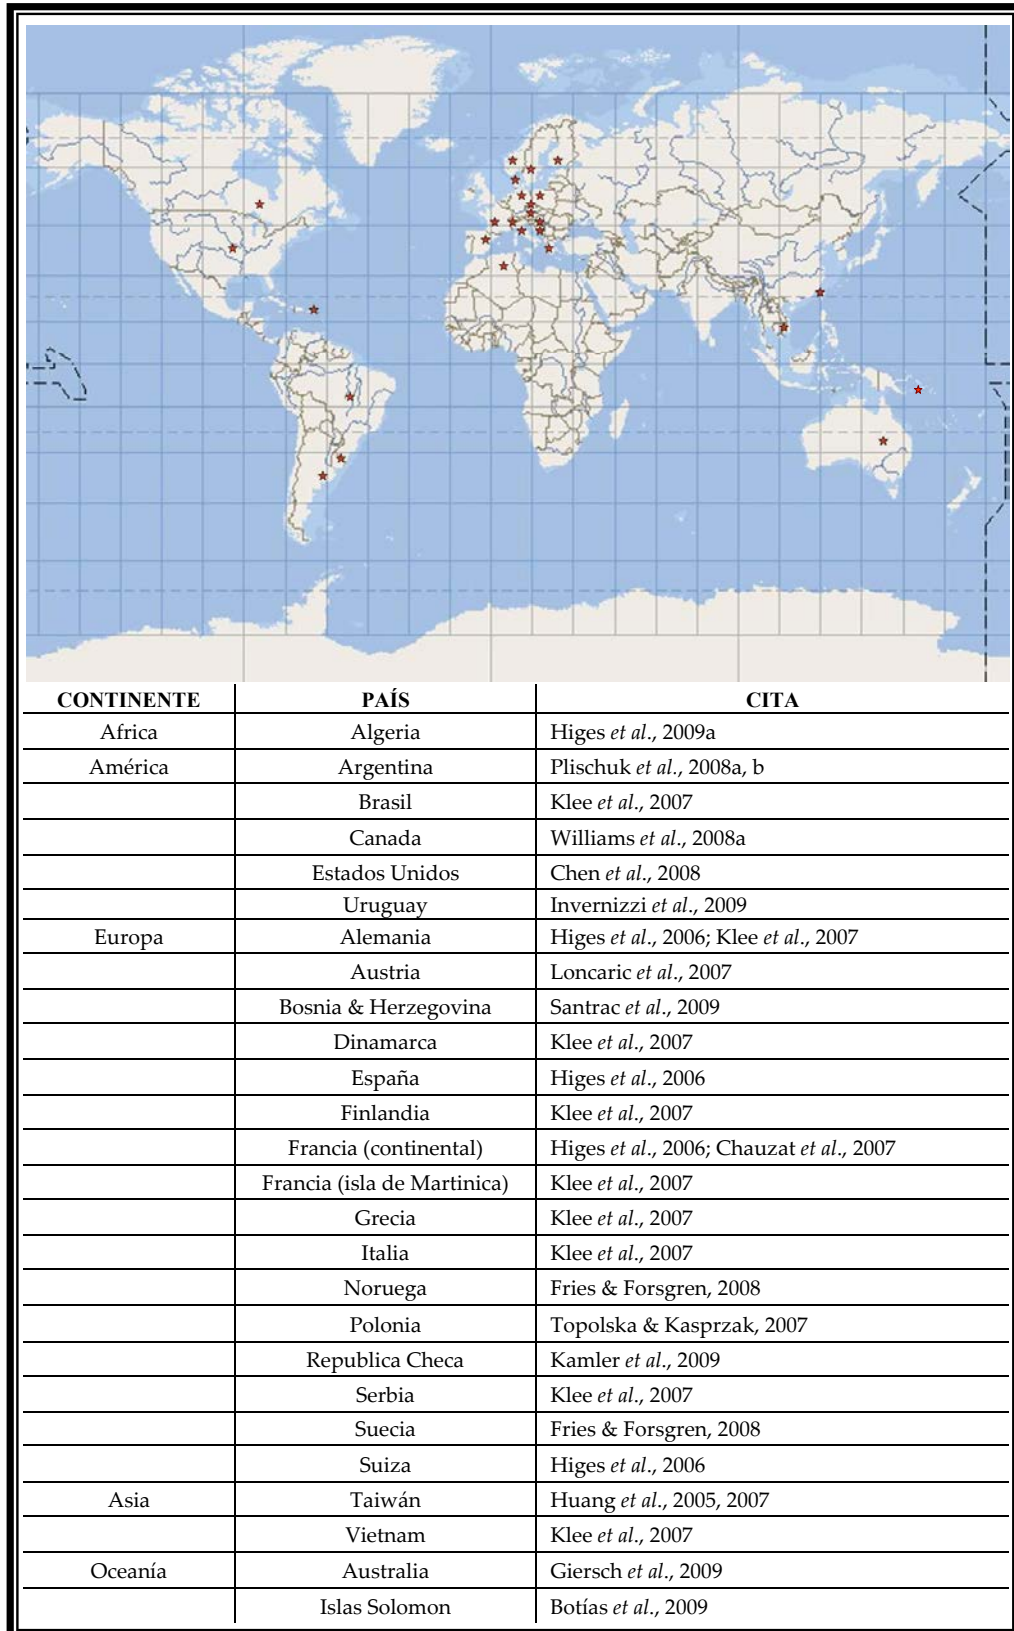 CONTINENTE PAÍS CITA
Africa Algeria Higes et al., 2009a
América Argentina Plischuk et al., 2008a, b
Brasil Klee et al., 2007
Canada Williams et al., 2008a
Estados Unidos Chen et al., 2008
Uruguay Invernizzi et al., 2009
Europa Alemania Higes et al., 2006; Klee et al., 2007
Austria Loncaric et al., 2007
Bosnia & Herzegovina Santrac et al., 2009
Dinamarca Klee et al., 2007
España Higes et al., 2006
Finlandia Klee et al., 2007
Francia (continental) Higes et al., 2006; Chauzat et al., 2007
Francia (isla de Martinica) Klee et al., 2007
Grecia Klee et al., 2007
Italia Klee et al., 2007
Noruega Fries & Forsgren, 2008
Polonia Topolska & Kasprzak, 2007
Republica Checa Kamler et al., 2009
Serbia Klee et al., 2007
Suecia Fries & Forsgren, 2008
Suiza Higes et al., 2006
Asia Taiwán Huang et al., 2005, 2007
Vietnam Klee et al., 2007
Oceanía Australia Giersch et al., 2009
Islas Solomon Botías et al., 2009